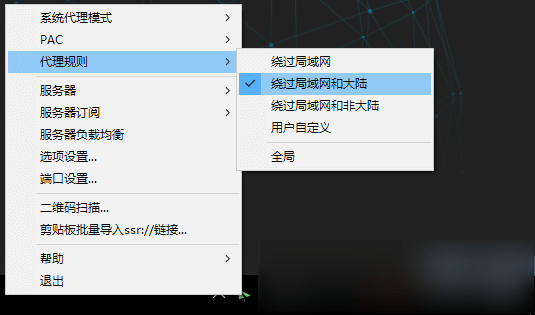 系统代理模式
PAC
代理规则
服务器
服务器订阅
服务器负载均衡
选项设置...
端口设置...
二维码扫描...
剪贴板批量导入ssr://链接...
帮助
退出
绕过局域网
绕过局域网和大陆
绕过局域网和非大陆
用户自定义
全局